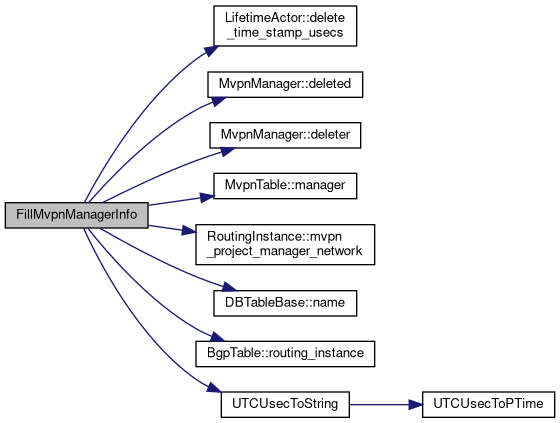 LifetimeActor::delete
_time_stamp_usecs
MvpnManager::deleted
MvpnManager::deleter
MvpnTable::manager
FillMvpnManagerInfo
RoutingInstance::mvpn
_project_manager_network
DBTableBase::name
BgpTable::routing_instance
UTCUsecToString
UTCUsecToPTime